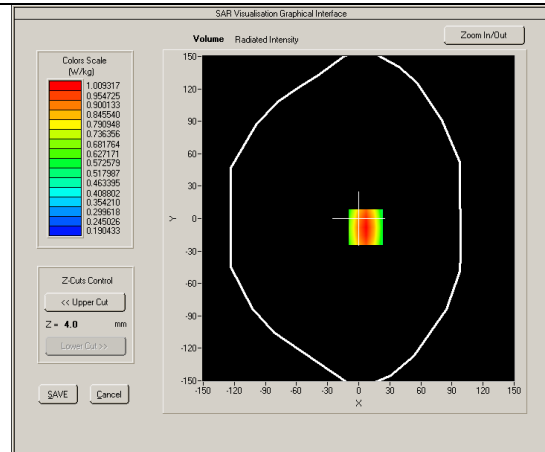 SAR Visualisation Graphical Interface
Volume Radiated Intensity
Zoom In/Out
Colors Scale
(W/kg)
1.009317
0.954725
0.900133
0.845540
0.790948
0.736356
0.681764
0.627171
0.572579
0.517987
0.463395
0.408802
0.354210
0.299618
0.245026
0.190433
Z-Cuts Control
<< Upper Cut
Z = 4.0 mm
Lower Cut >>
SAVE
Cancel
150-
120-
90-
60-
30-
0-
-30-
-60-
-90-
-120-
-150-
Y
-150 -120 -90 -60 -30 0 30 60 90 120 150
X